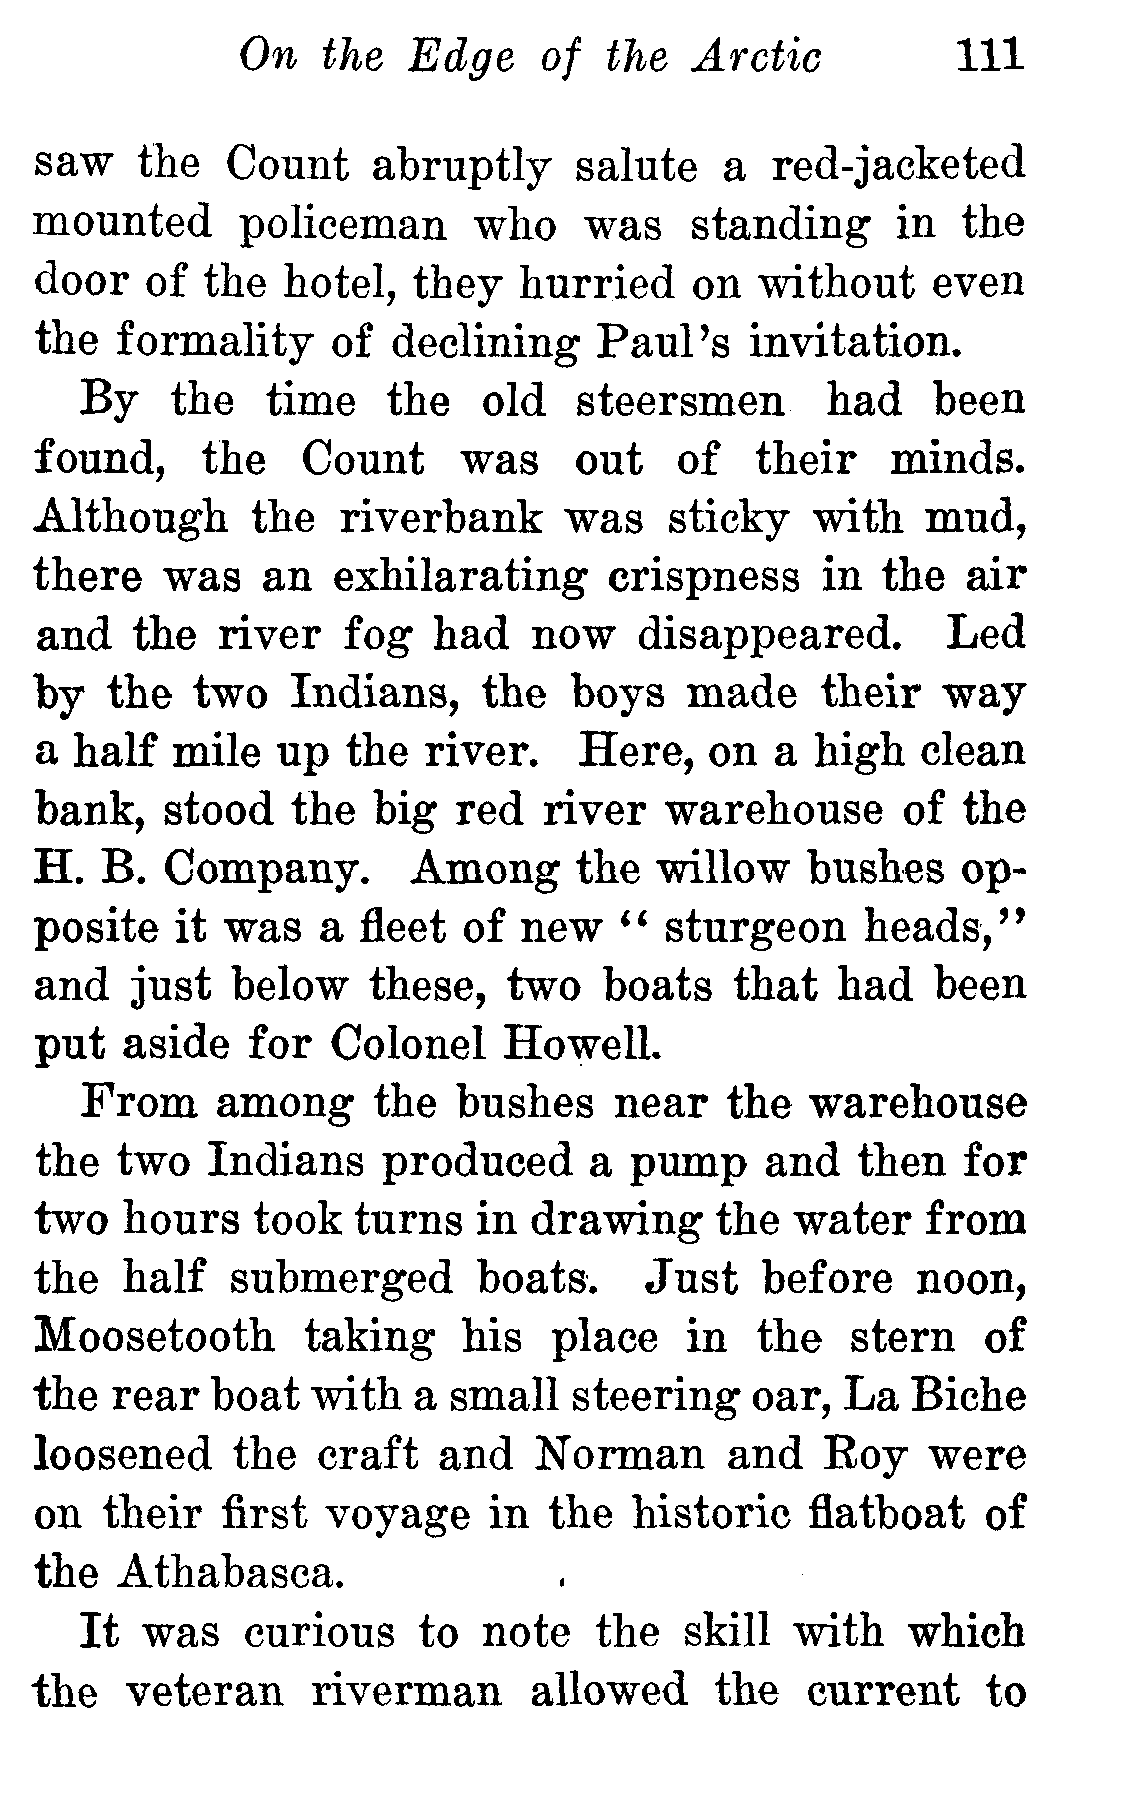 On the Edge of the Arctic 111
saw the Count abruptly salute a red-jacketed
mounted policeman who was standing in the
door of the hotel, they hurried on without even
the formality of declining Paul's invitation.
By the time the old steersmen had been
found, the Count was out of their minds.
Although the riverbank was sticky with mud,
there was an exhilarating crispness in the air
and the river fog had now disappeared. Led
by the two Indians, the boys made their way
a half mile up the river. Here, on a high clean
bank, stood the big red river warehouse of the
H. B. Company. Among the willow bushes op-
posite it was a fleet of new “ sturgeon heads,”
and just below these, two boats that had been
put aside for Colonel Howell.
From among the bushes near the warehouse
the two Indians produced a pump and then for
two hours took turns in drawing the water from
the half submerged boats. Just before noon,
Moosetooth taking his place in the stern of
the rear boat with a small steering oar, La Biche
loosened the craft and Norman and Roy were
on their first voyage in the historic flatboat of
the Athabasca.
It was curious to note the skill with which
the veteran riverman allowed the current to